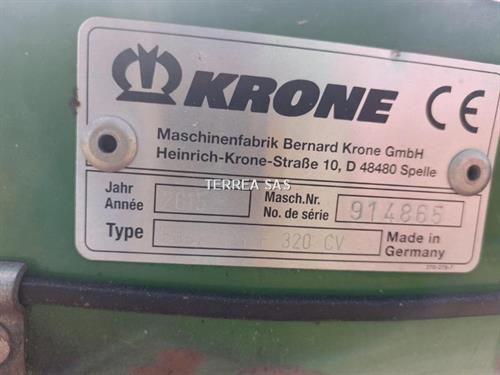 KRONE CE
Maschinenfabrik Bernard Krone GmbH
Heinrich-Krone-Straße 10, D 48480 Spelle
TERREA SAS
Jahr
Année
Masch.Nr.
No. de série
914865
Type
320 CV
Made in
Germany